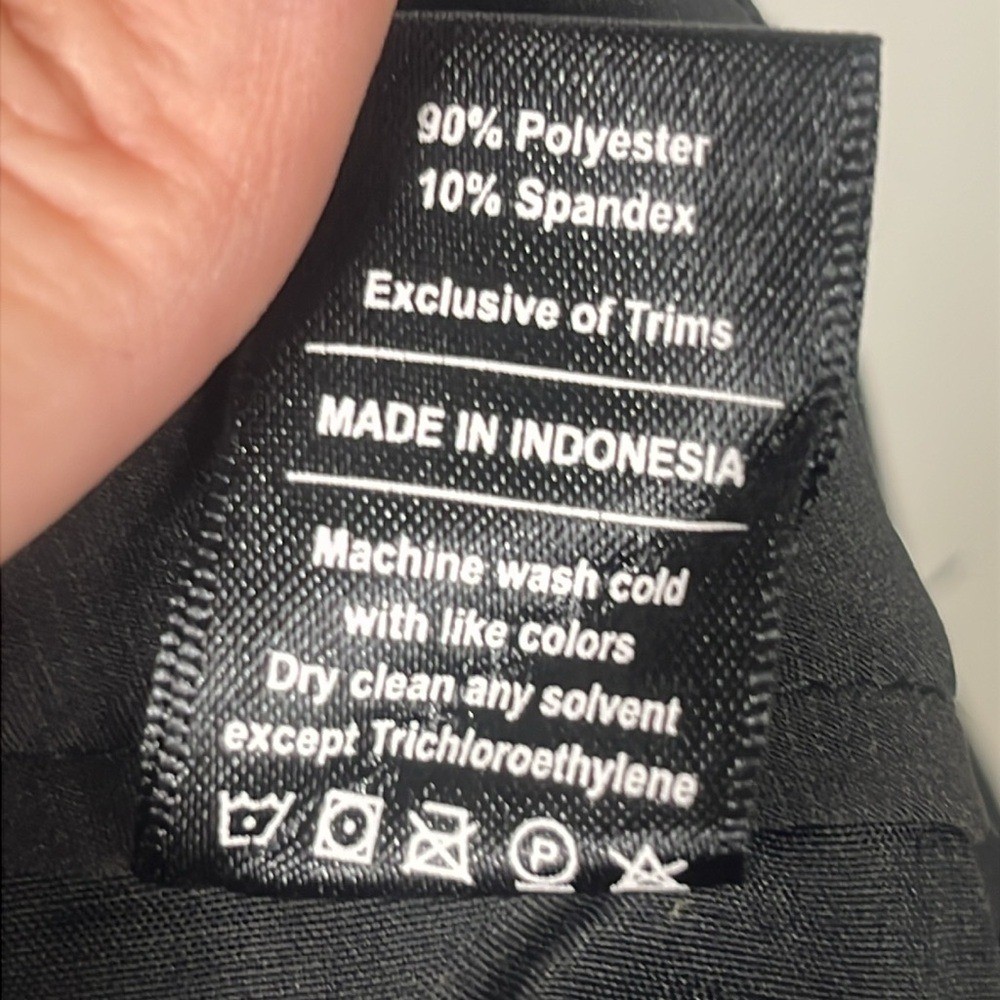 90% Polyester
10% Spandex
Exclusive of Trims
MADE IN INDONESIA
Machine wash cold
with like colors
Dry clean any solvent
except Trichloroethylene
P